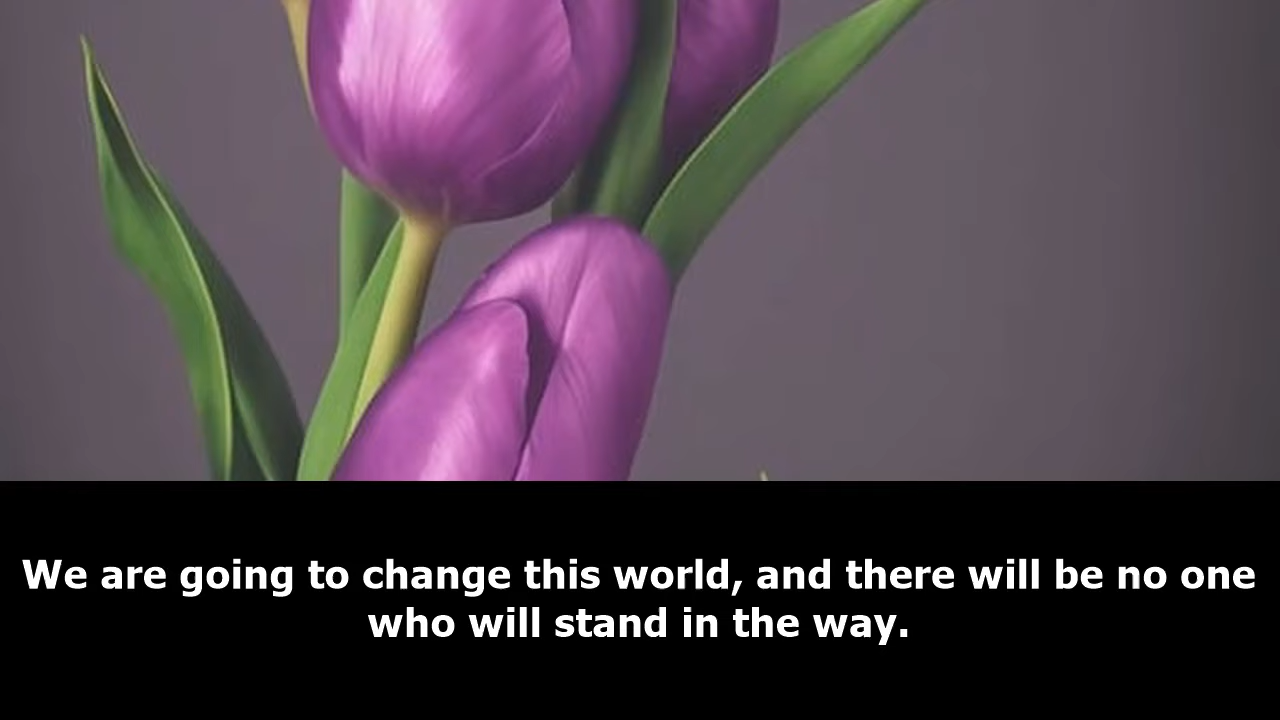 We are going to change this world, and there will be no one
who will stand in the way.